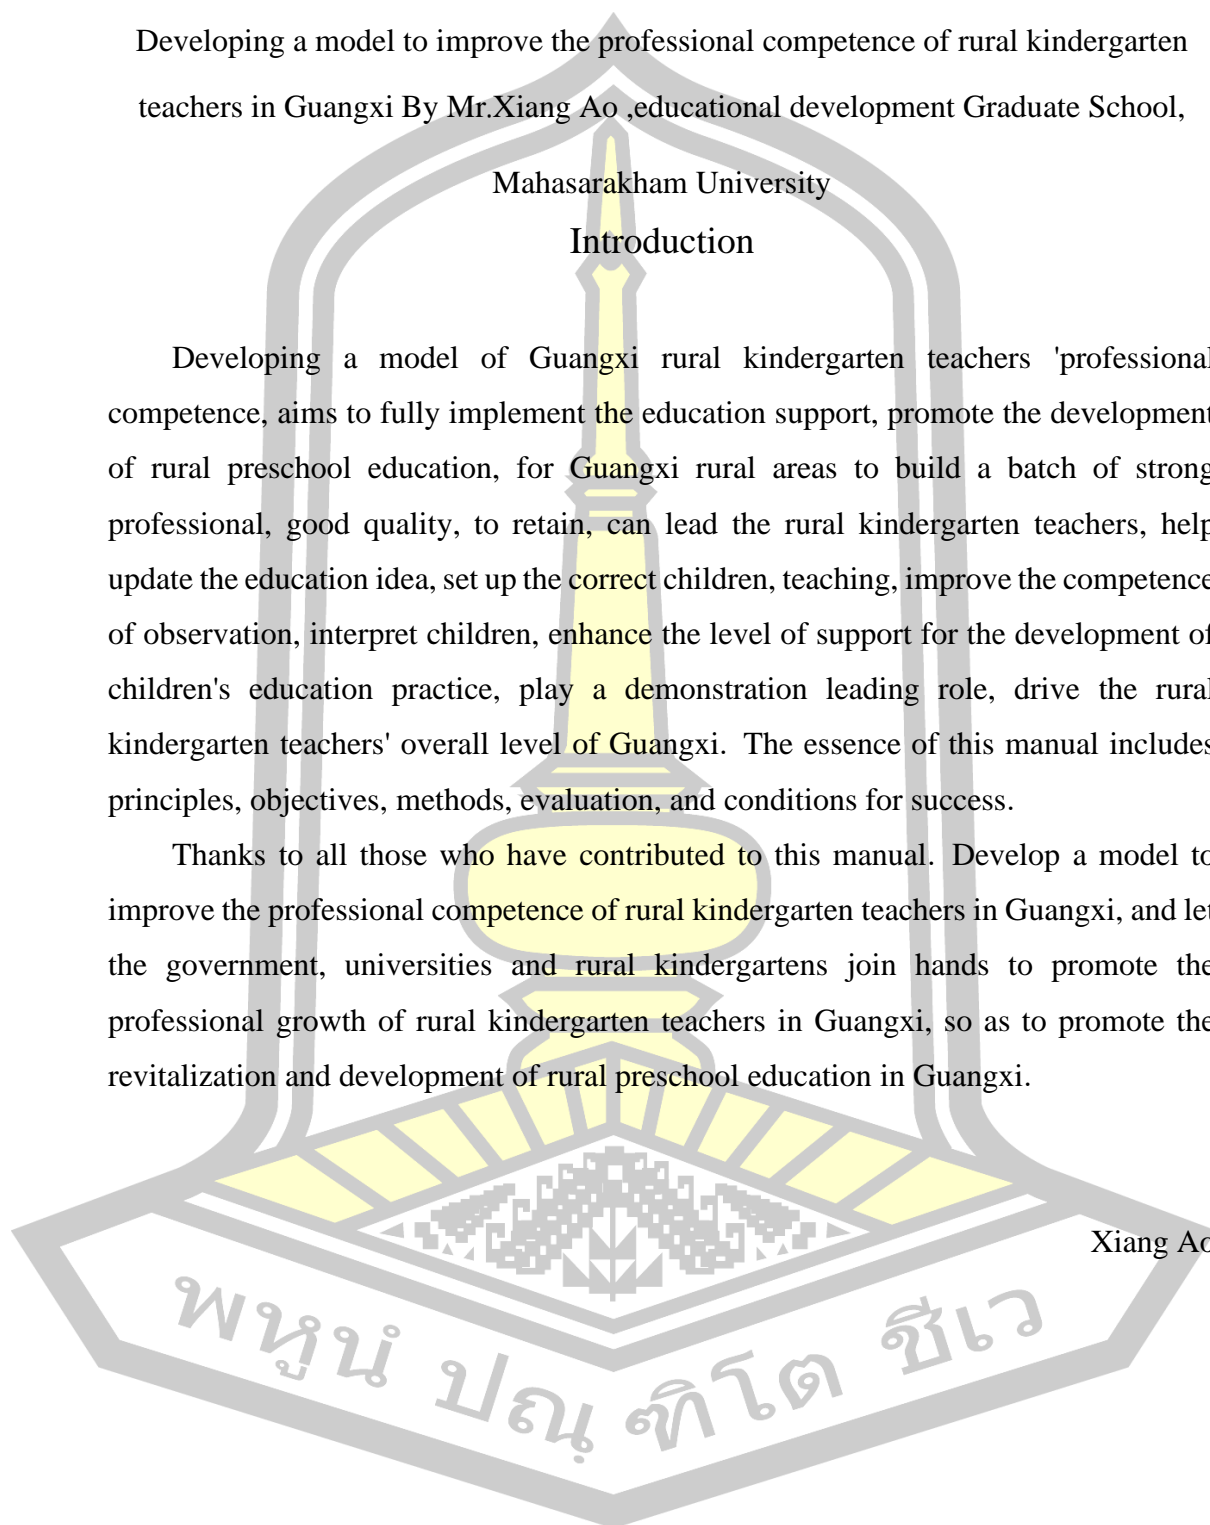 Developing a model to improve the professional competence of rural kindergarten
teachers in Guangxi By Mr.Xiang Ao ,educational development Graduate School,
Mahasarakham University
Introduction
Developing a model of Guangxi rural kindergarten teachers 'professional
competence, aims to fully implement the education support, promote the development
of rural preschool education, for Guangxi rural areas to build a batch of strong
professional, good quality, to retain, can lead the rural kindergarten teachers, help
update the education idea, set up the correct children, teaching, improve the competence
of observation, interpret children, enhance the level of support for the development of
children's education practice, play a demonstration leading role, drive the rural
kindergarten teachers' overall level of Guangxi. The essence of this manual includes
principles, objectives, methods, evaluation, and conditions for success.
Thanks to all those who have contributed to this manual. Develop a model to
improve the professional competence of rural kindergarten teachers in Guangxi, and let
the government, universities and rural kindergartens join hands to promote the
professional growth of rural kindergarten teachers in Guangxi, so as to promote the
revitalization and development of rural preschool education in Guangxi.
Xiang Ao
พหูนํ ปณฺ ฑิโต ชีเว